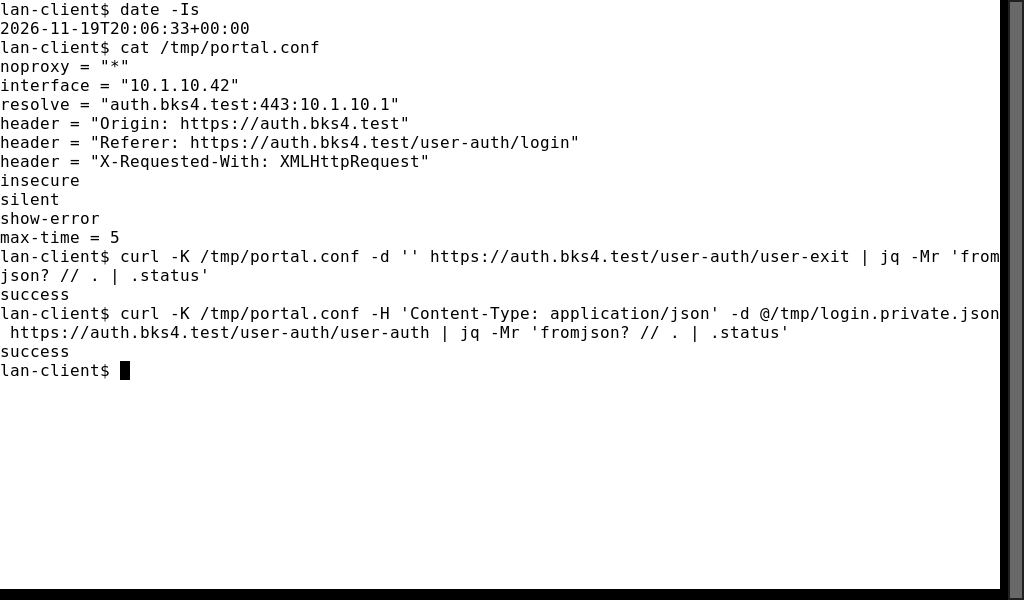 lan-client$ date -Is
2026-11-19T20:06:33+00:00
lan-client$ cat /tmp/portal.conf
noproxy = "*"
interface = "10.1.10.42"
resolve = "auth.bks4.test:443:10.1.10.1"
header = "Origin: https://auth.bks4.test"
header = "Referer: https://auth.bks4.test/user-auth/login"
header = "X-Requested-With: XMLHttpRequest"
insecure
silent
show-error
max-time = 5
lan-client$ curl -K /tmp/portal.conf -d '' https://auth.bks4.test/user-auth/user-exit | jq -Mr 'from
json? // . | .status'
success
lan-client$ curl -K /tmp/portal.conf -H 'Content-Type: application/json' -d @/tmp/login.private.json
 https://auth.bks4.test/user-auth/user-auth | jq -Mr 'fromjson? // . | .status'
success
lan-client$